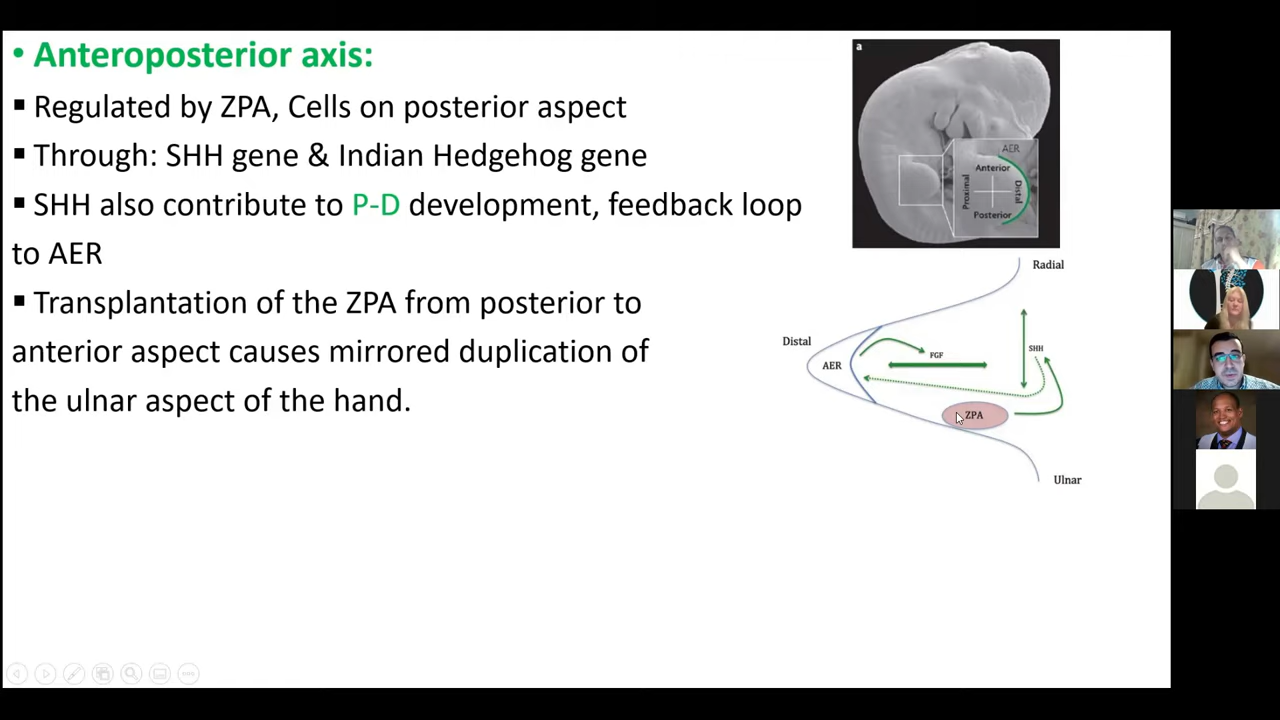 • Anteroposterior axis:
▪ Regulated by ZPA, Cells on posterior aspect
▪ Through: SHH gene & Indian Hedgehog gene
▪ SHH also contribute to P-D development, feedback loop
to AER
▪ Transplantation of the ZPA from posterior to
anterior aspect causes mirrored duplication of
the ulnar aspect of the hand.
a
AER
Anterior
Proximal
Distal
Posterior
Radial
Distal
AER
FGF
SHH
ZPA
Ulnar